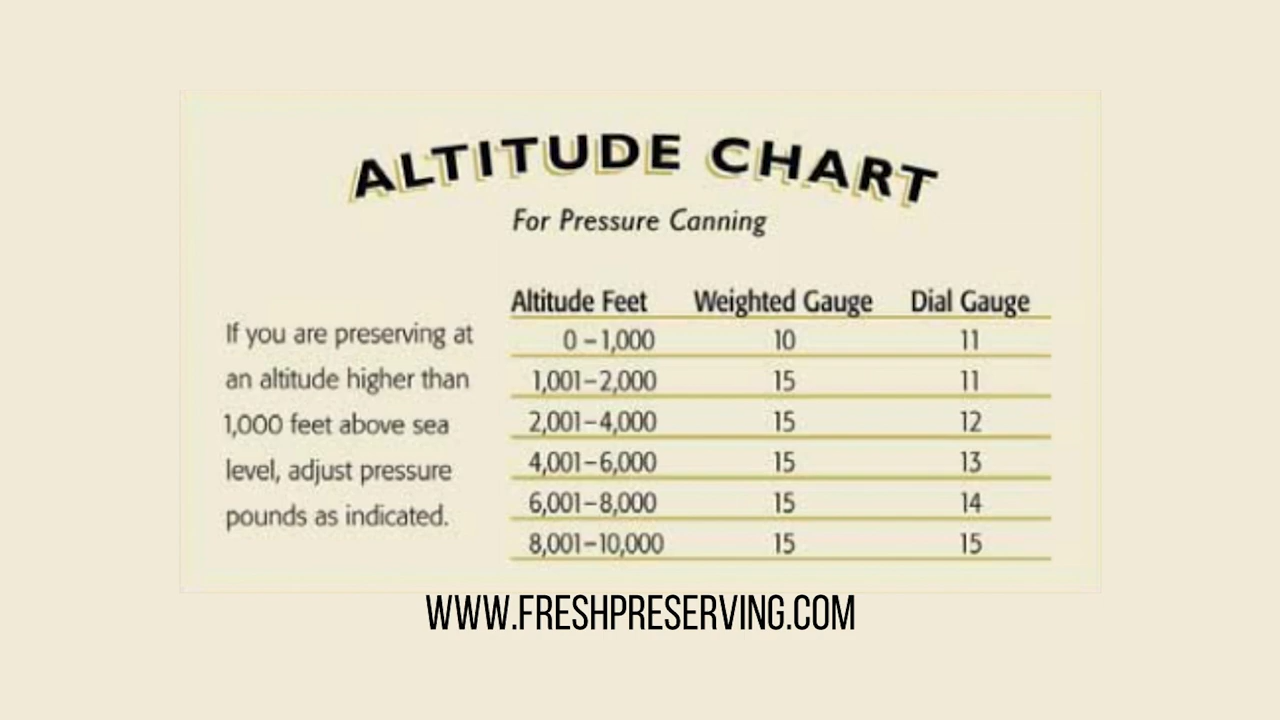 ALTITUDE CHART
For Pressure Canning
If you are preserving at
an altitude higher than
1,000 feet above sea
level, adjust pressure
pounds as indicated.
Altitude Feet Weighted Gauge Dial Gauge
0–1,000 10 11
1,001–2,000 15 11
2,001–4,000 15 12
4,001–6,000 15 13
6,001–8,000 15 14
8,001–10,000 15 15
WWW.FRESHPRESERVING.COM